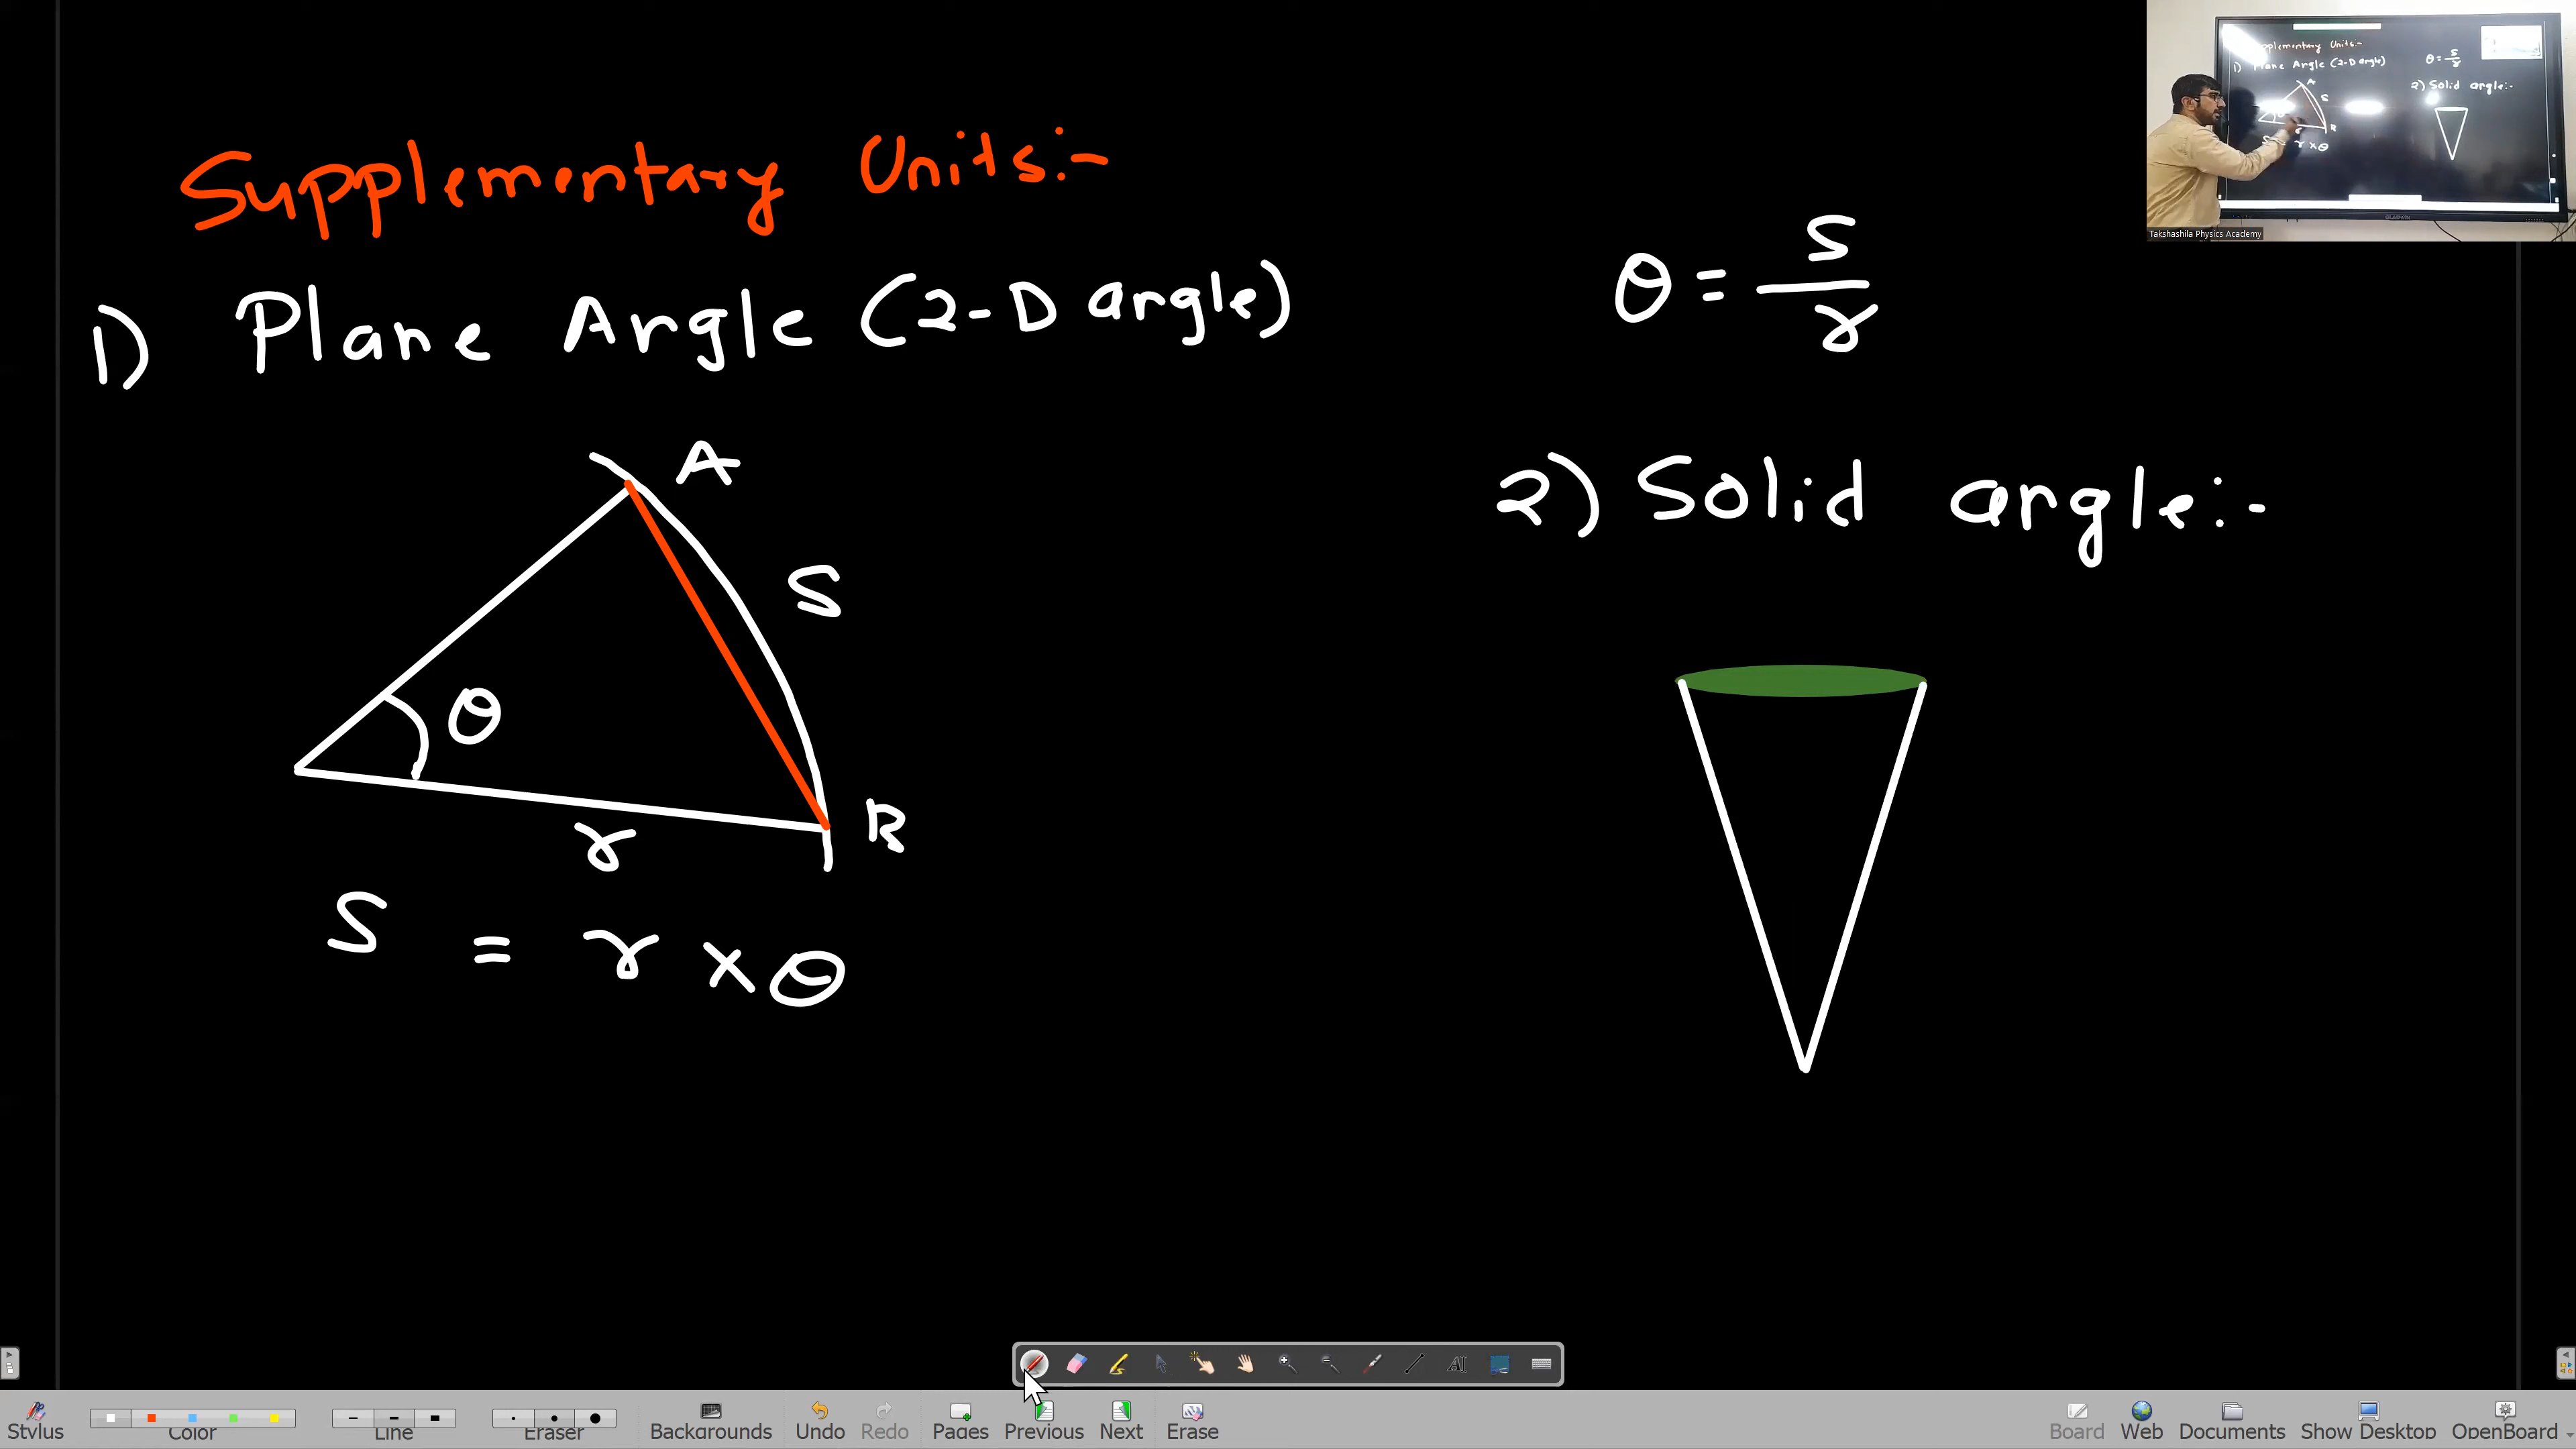 Supplementary Units:-
1) Plane Angle (2-D angle)
A
S
θ
B
r
S = r × θ
θ = S / r
2) Solid angle:-
Takshashila Physics Academy
Stylus
Color
Line
Eraser
Backgrounds
Undo
Redo
Pages
Previous
Next
Erase
Board
Web
Documents
Show Desktop
OpenBoard